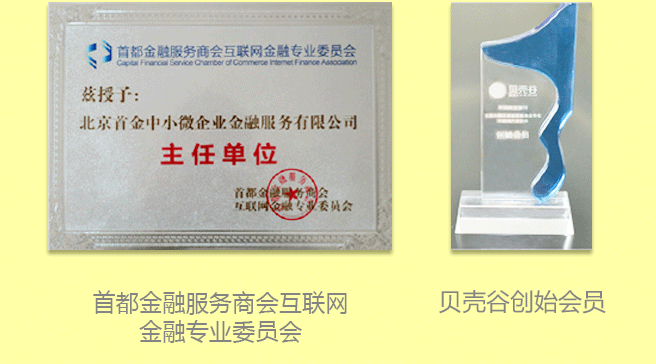 首都金融服务商会互联网金融专业委员会
Capital Financial Service Chamber of Commerce Internet Finance Association
兹授予：
北京首金中小微企业金融服务有限公司
主任单位
首都金融服务商会
互联网金融专业委员会
贝壳谷
创始会员
首都金融服务商会互联网
金融专业委员会
贝壳谷创始会员